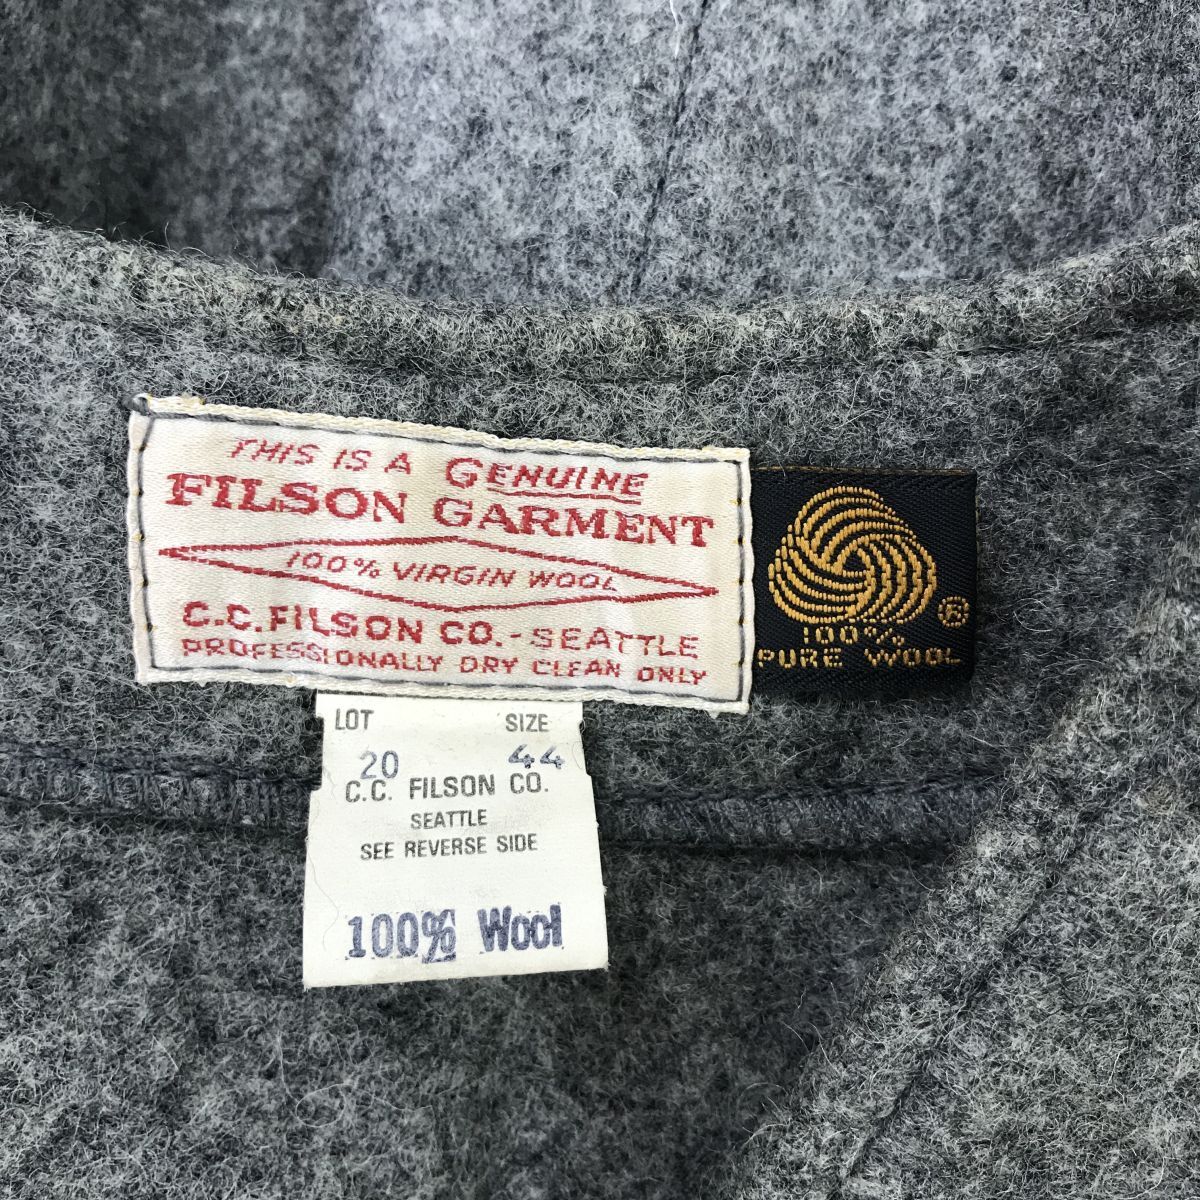 THIS IS A GENUINE
FILSON GARMENT
100% VIRGIN WOOL
C.C. FILSON CO. - SEATTLE
PROFESSIONALLY DRY CLEAN ONLY
®
100%
PURE WOOL
LOT SIZE
20 44
C.C. FILSON CO.
SEATTLE
SEE REVERSE SIDE
100% Wool